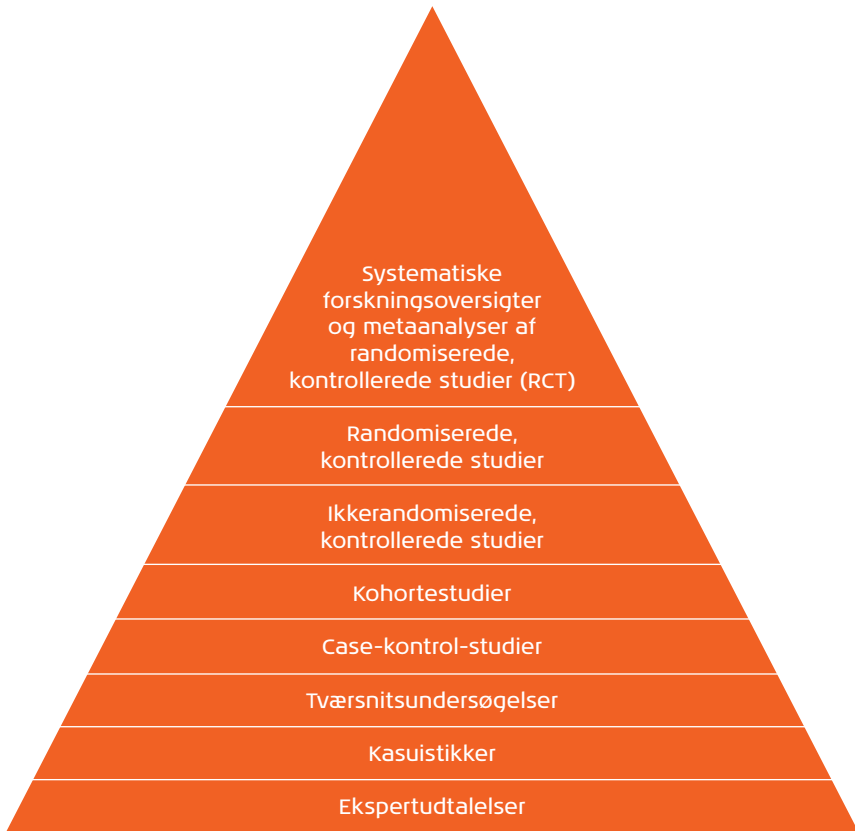 Systematiske
forskningsoversigter
og metaanalyser af
randomiserede,
kontrollerede studier (RCT)
Randomiserede,
kontrollerede studier
Ikkerandomiserede,
kontrollerede studier
Kohortestudier
Case-kontrol-studier
Tværsnitsundersøgelser
Kasuistikker
Ekspertudtalelser